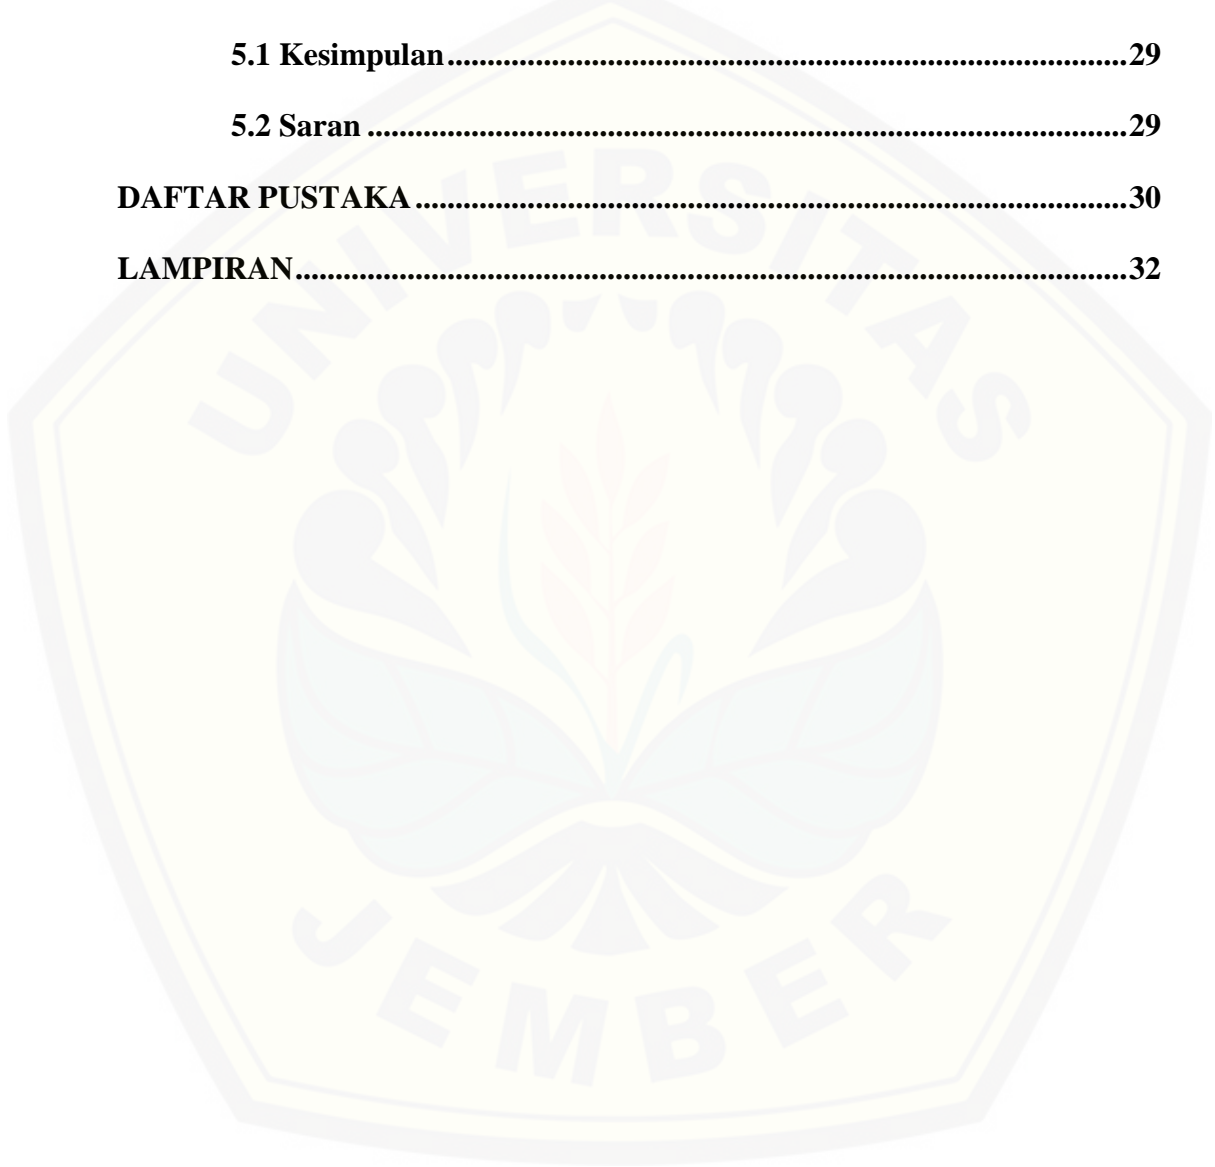 5.1 Kesimpulan.....................................................................................29
5.2 Saran ...............................................................................................29
DAFTAR PUSTAKA.........................................................................................30
LAMPIRAN........................................................................................................32
UNIVERSITAS
JEMBER